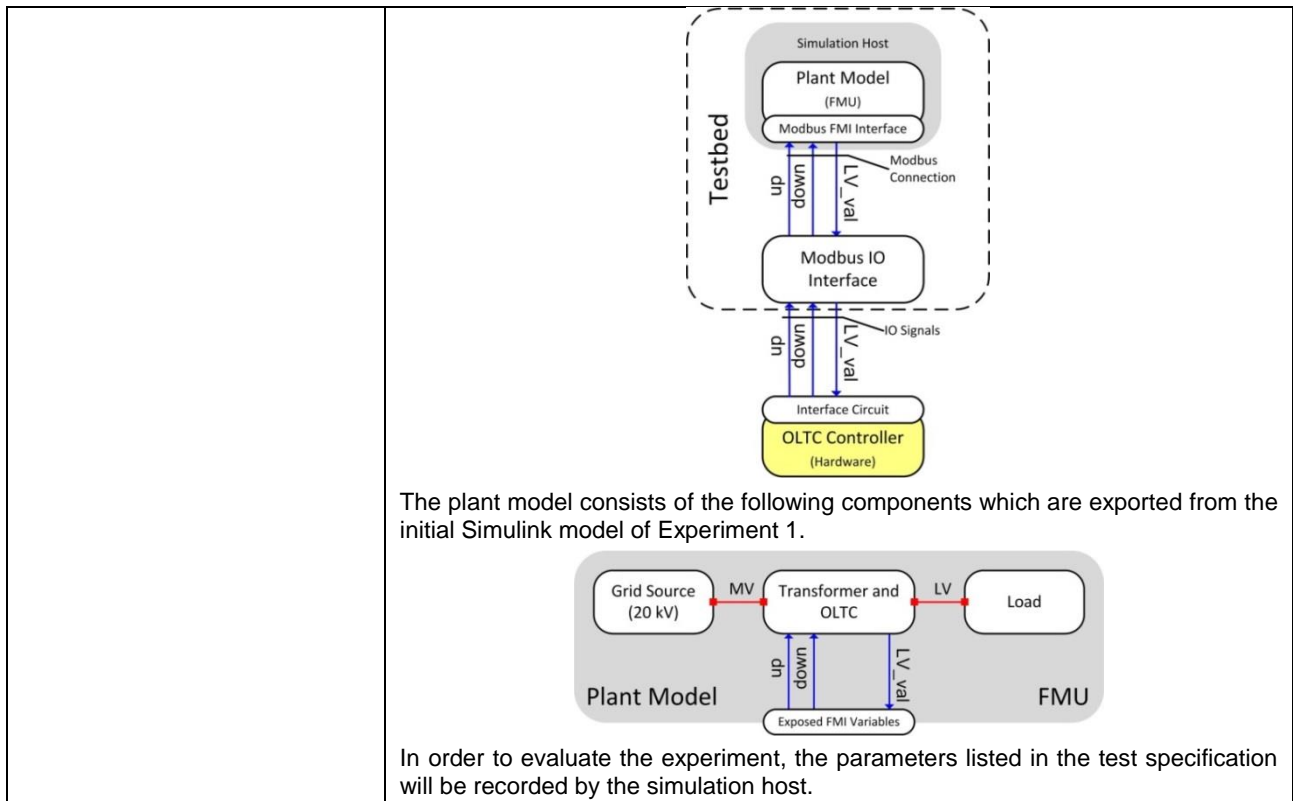 Simulation Host
Plant Model
(FMU)
Modbus FMI Interface
Testbed
up
down
LV_val
Modbus
Connection
Modbus IO
Interface
up
down
LV_val
IO Signals
Interface Circuit
OLTC Controller
(Hardware)
The plant model consists of the following components which are exported from the
initial Simulink model of Experiment 1.
Grid Source
(20 kV)
MV
Transformer and
OLTC
LV
Load
up
down
LV_val
Plant Model
FMU
Exposed FMI Variables
In order to evaluate the experiment, the parameters listed in the test specification
will be recorded by the simulation host.